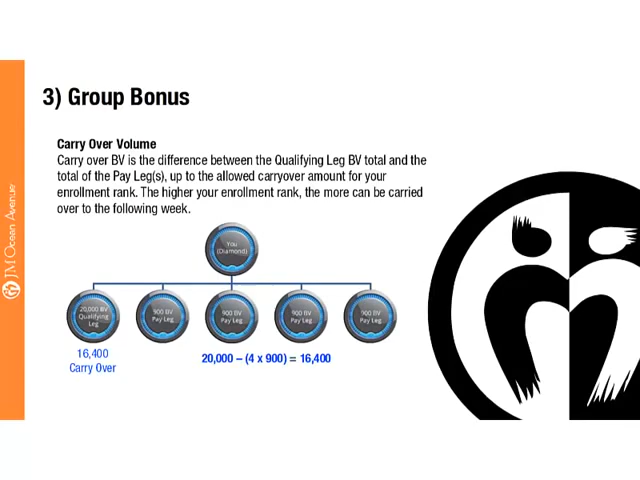 3) Group Bonus
Carry Over Volume
Carry over BV is the difference between the Qualifying Leg BV total and the
total of the Pay Leg(s), up to the allowed carryover amount for your
enrollment rank. The higher your enrollment rank, the more can be carried
over to the following week.
You
(Diamond)
20,000 BV
Qualifying
Leg
900 BV
Pay Leg
900 BV
Pay Leg
900 BV
Pay Leg
900 BV
Pay Leg
16,400
Carry Over
20,000 – (4 x 900) = 16,400
JM Ocean Avenue